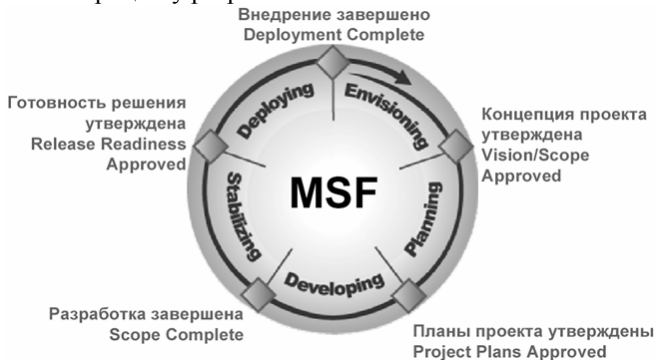 Внедрение завершено
Deployment Complete
Готовность решения
утверждена
Release Readiness
Approved
Концепция проекта
утверждена
Vision/Scope
Approved
Deploying
Envisioning
MSF
Stabilizing
Planning
Developing
Разработка завершена
Scope Complete
Планы проекта утверждены
Project Plans Approved